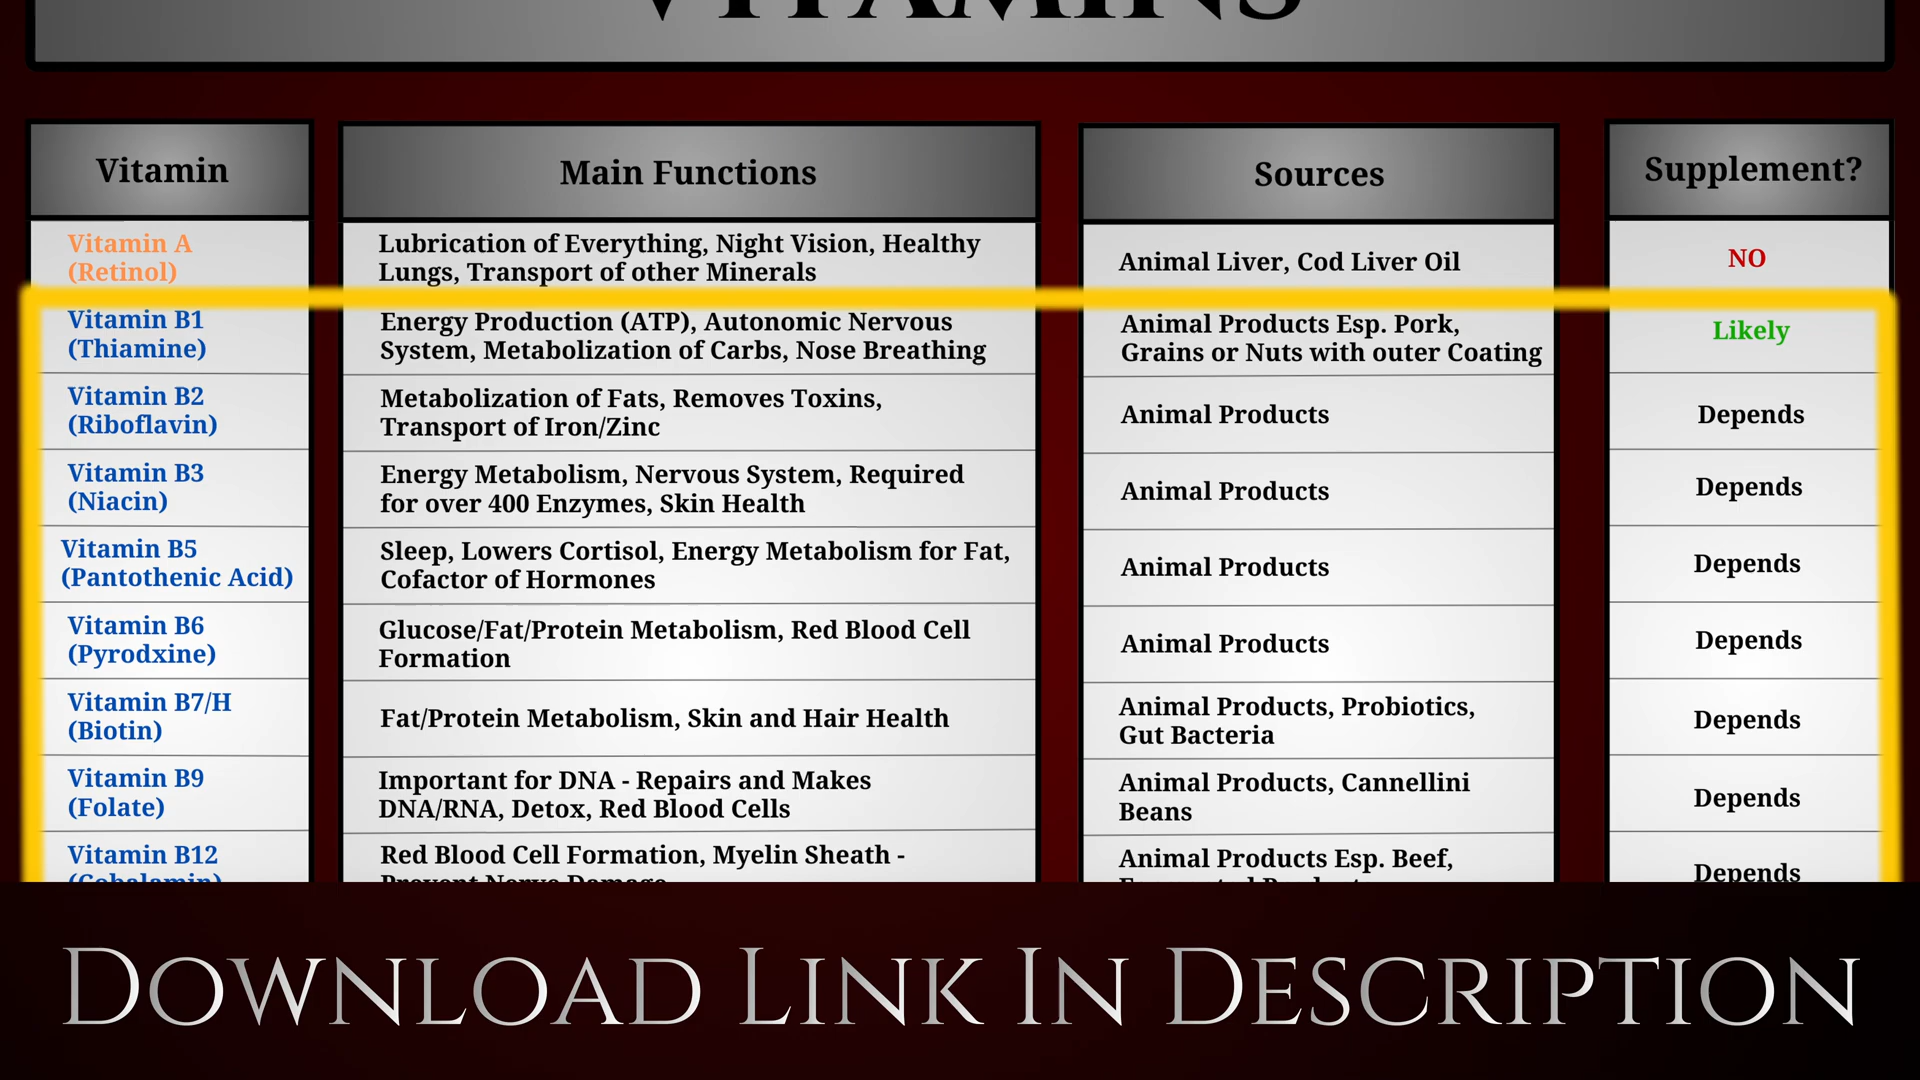 VITAMINS
Vitamin
Main Functions
Sources
Supplement?
Vitamin A
(Retinol)
Lubrication of Everything, Night Vision, Healthy
Lungs, Transport of other Minerals
Animal Liver, Cod Liver Oil
NO
Vitamin B1
(Thiamine)
Energy Production (ATP), Autonomic Nervous
System, Metabolization of Carbs, Nose Breathing
Animal Products Esp. Pork,
Grains or Nuts with outer Coating
Likely
Vitamin B2
(Riboflavin)
Metabolization of Fats, Removes Toxins,
Transport of Iron/Zinc
Animal Products
Depends
Vitamin B3
(Niacin)
Energy Metabolism, Nervous System, Required
for over 400 Enzymes, Skin Health
Animal Products
Depends
Vitamin B5
(Pantothenic Acid)
Sleep, Lowers Cortisol, Energy Metabolism for Fat,
Cofactor of Hormones
Animal Products
Depends
Vitamin B6
(Pyrodxine)
Glucose/Fat/Protein Metabolism, Red Blood Cell
Formation
Animal Products
Depends
Vitamin B7/H
(Biotin)
Fat/Protein Metabolism, Skin and Hair Health
Animal Products, Probiotics,
Gut Bacteria
Depends
Vitamin B9
(Folate)
Important for DNA - Repairs and Makes
DNA/RNA, Detox, Red Blood Cells
Animal Products, Cannellini
Beans
Depends
Vitamin B12
(Cobalamin)
Red Blood Cell Formation, Myelin Sheath -
Prevent Nerve Damage
Animal Products Esp. Beef,
Depends
Download Link In Description